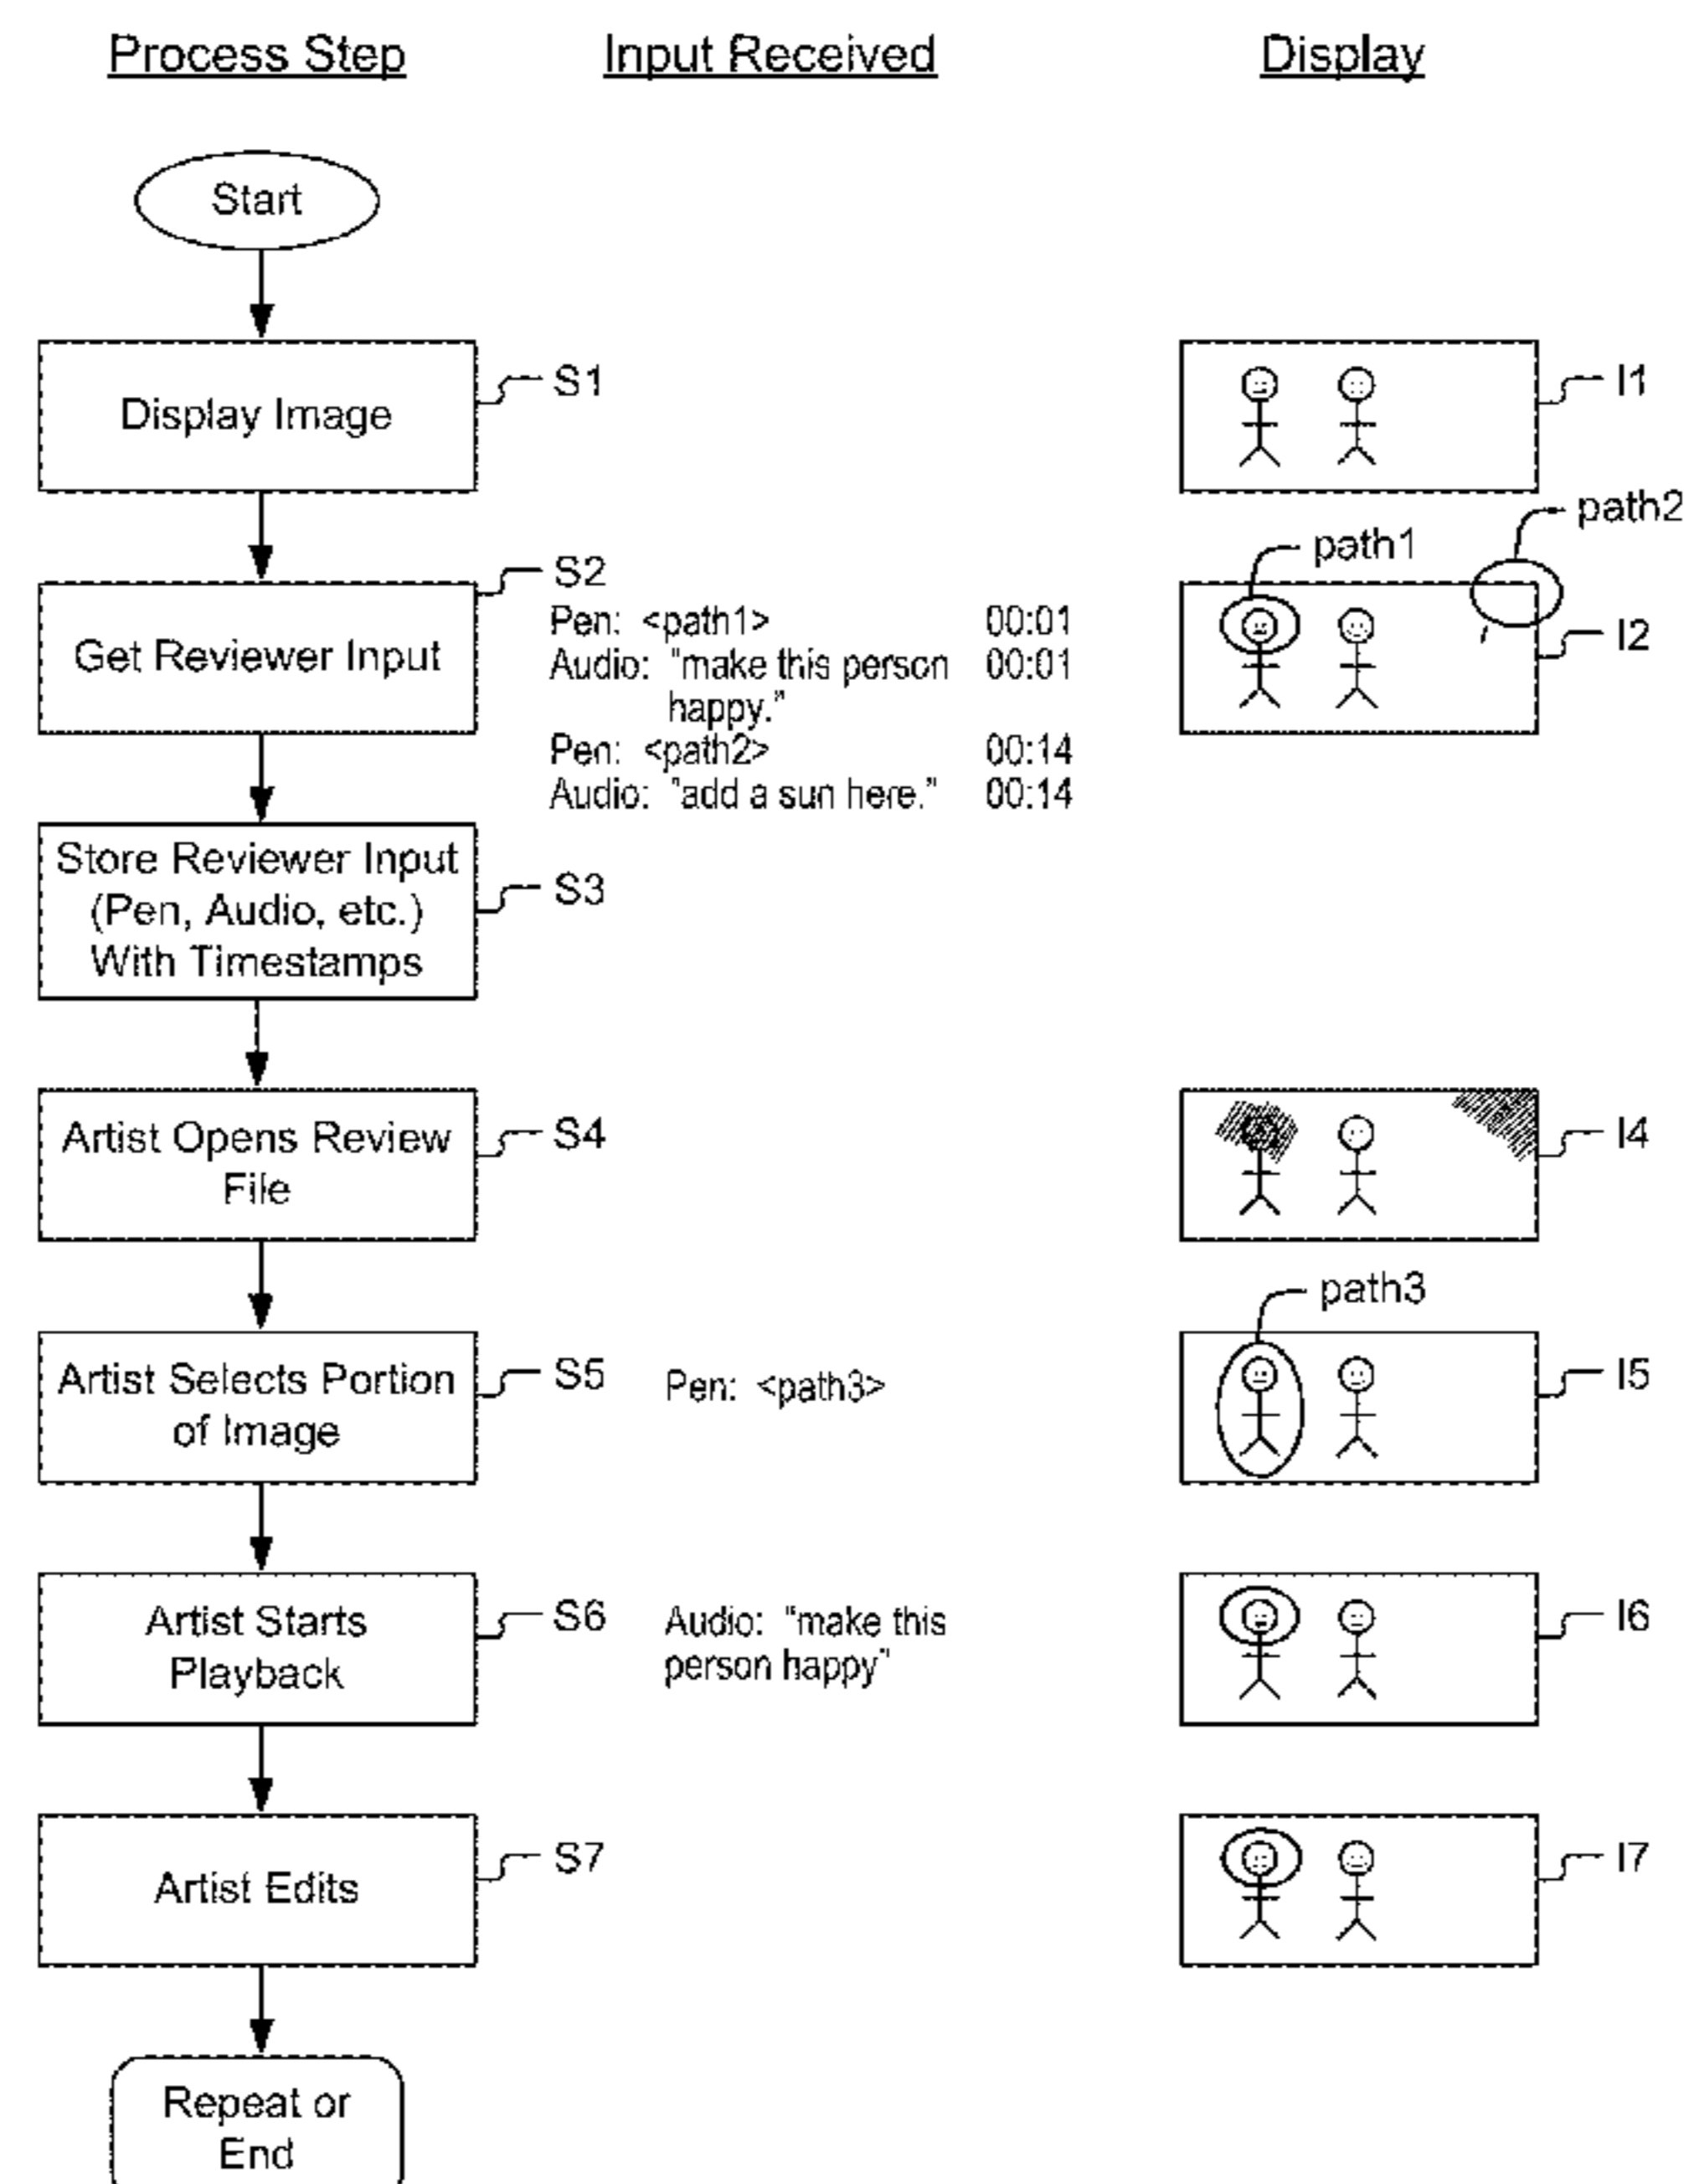 Process Step
Input Received
Display
Start
Display Image
S1
I1
Get Reviewer Input
S2
Pen: <path1> 00:01
Audio: "make this person 00:01
happy."
Pen: <path2> 00:14
Audio: "add a sun here." 00:14
path1
path2
I2
Store Reviewer Input
(Pen, Audio, etc.)
With Timestamps
S3
Artist Opens Review
File
S4
I4
Artist Selects Portion
of Image
S5
Pen: <path3>
path3
I5
Artist Starts
Playback
S6
Audio: "make this
person happy"
I6
Artist Edits
S7
I7
Repeat or
End